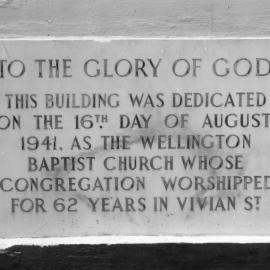 TO THE GLORY OF GOD
THIS BUILDING WAS DEDICATED
ON THE 16TH DAY OF AUGUST
1941, AS THE WELLINGTON
BAPTIST CHURCH WHOSE
CONGREGATION WORSHIPPED
FOR 62 YEARS IN VIVIAN ST.